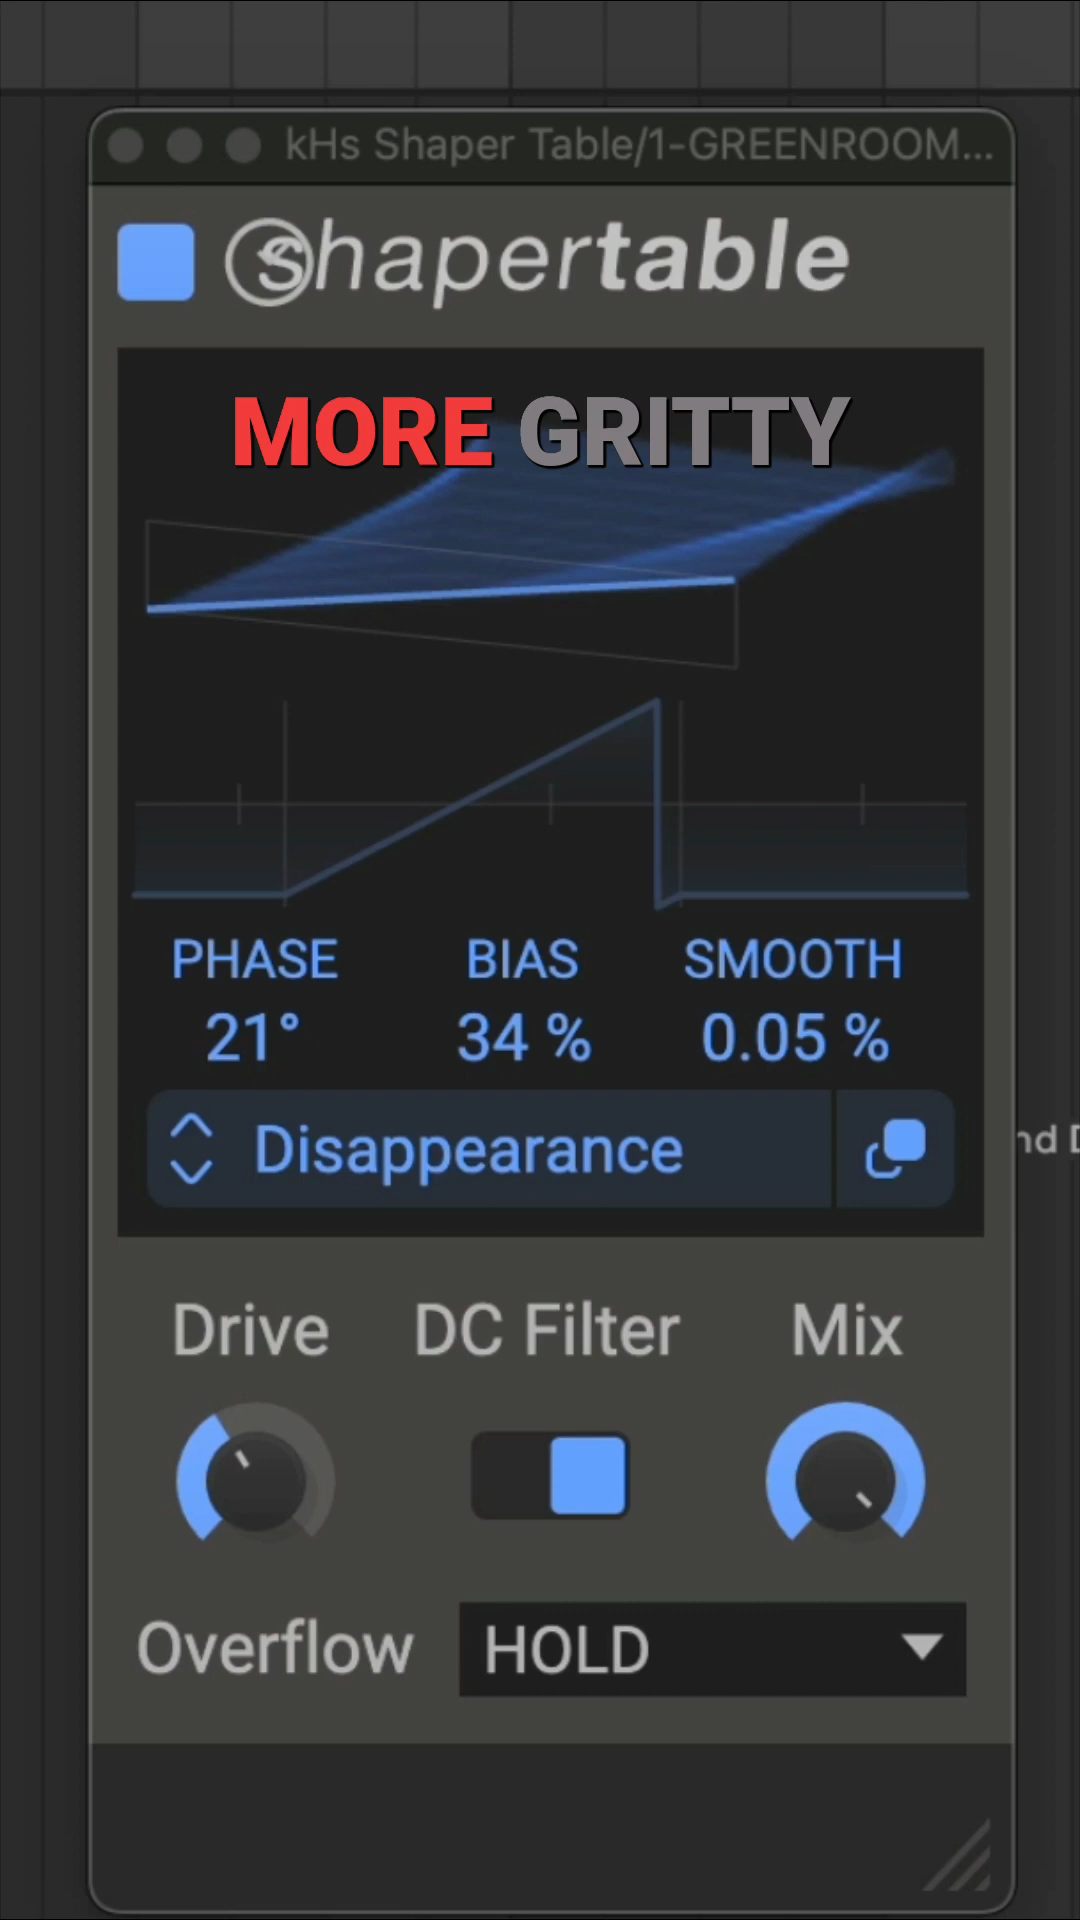 kHs Shaper Table/1-GREENROOM...
shapertable
MORE GRITTY
PHASE BIAS SMOOTH
21° 34 % 0.05 %
Disappearance
nd
Drive DC Filter Mix
Overflow HOLD